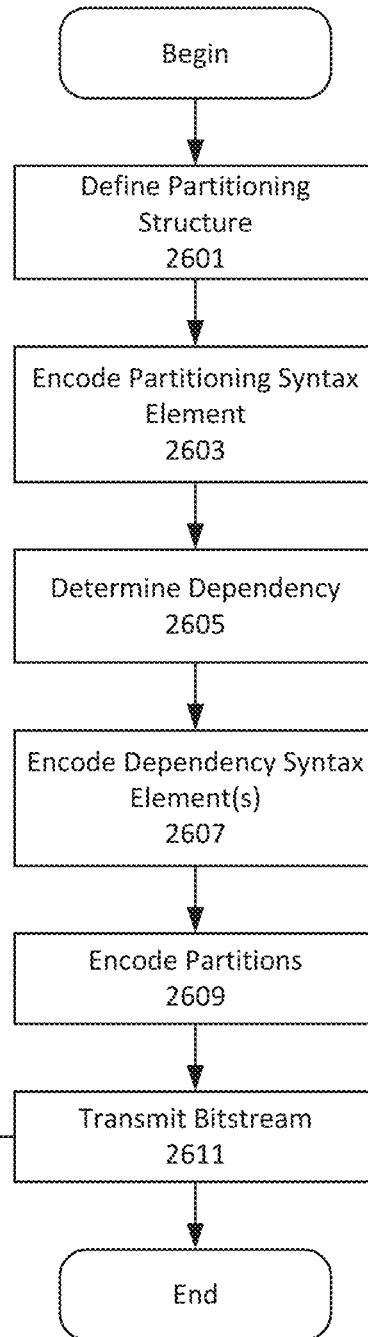 Begin
Define Partitioning
Structure
2601
Encode Partitioning Syntax
Element
2603
Determine Dependency
2605
Encode Dependency Syntax
Element(s)
2607
Encode Partitions
2609
Transmit Bitstream
2611
End